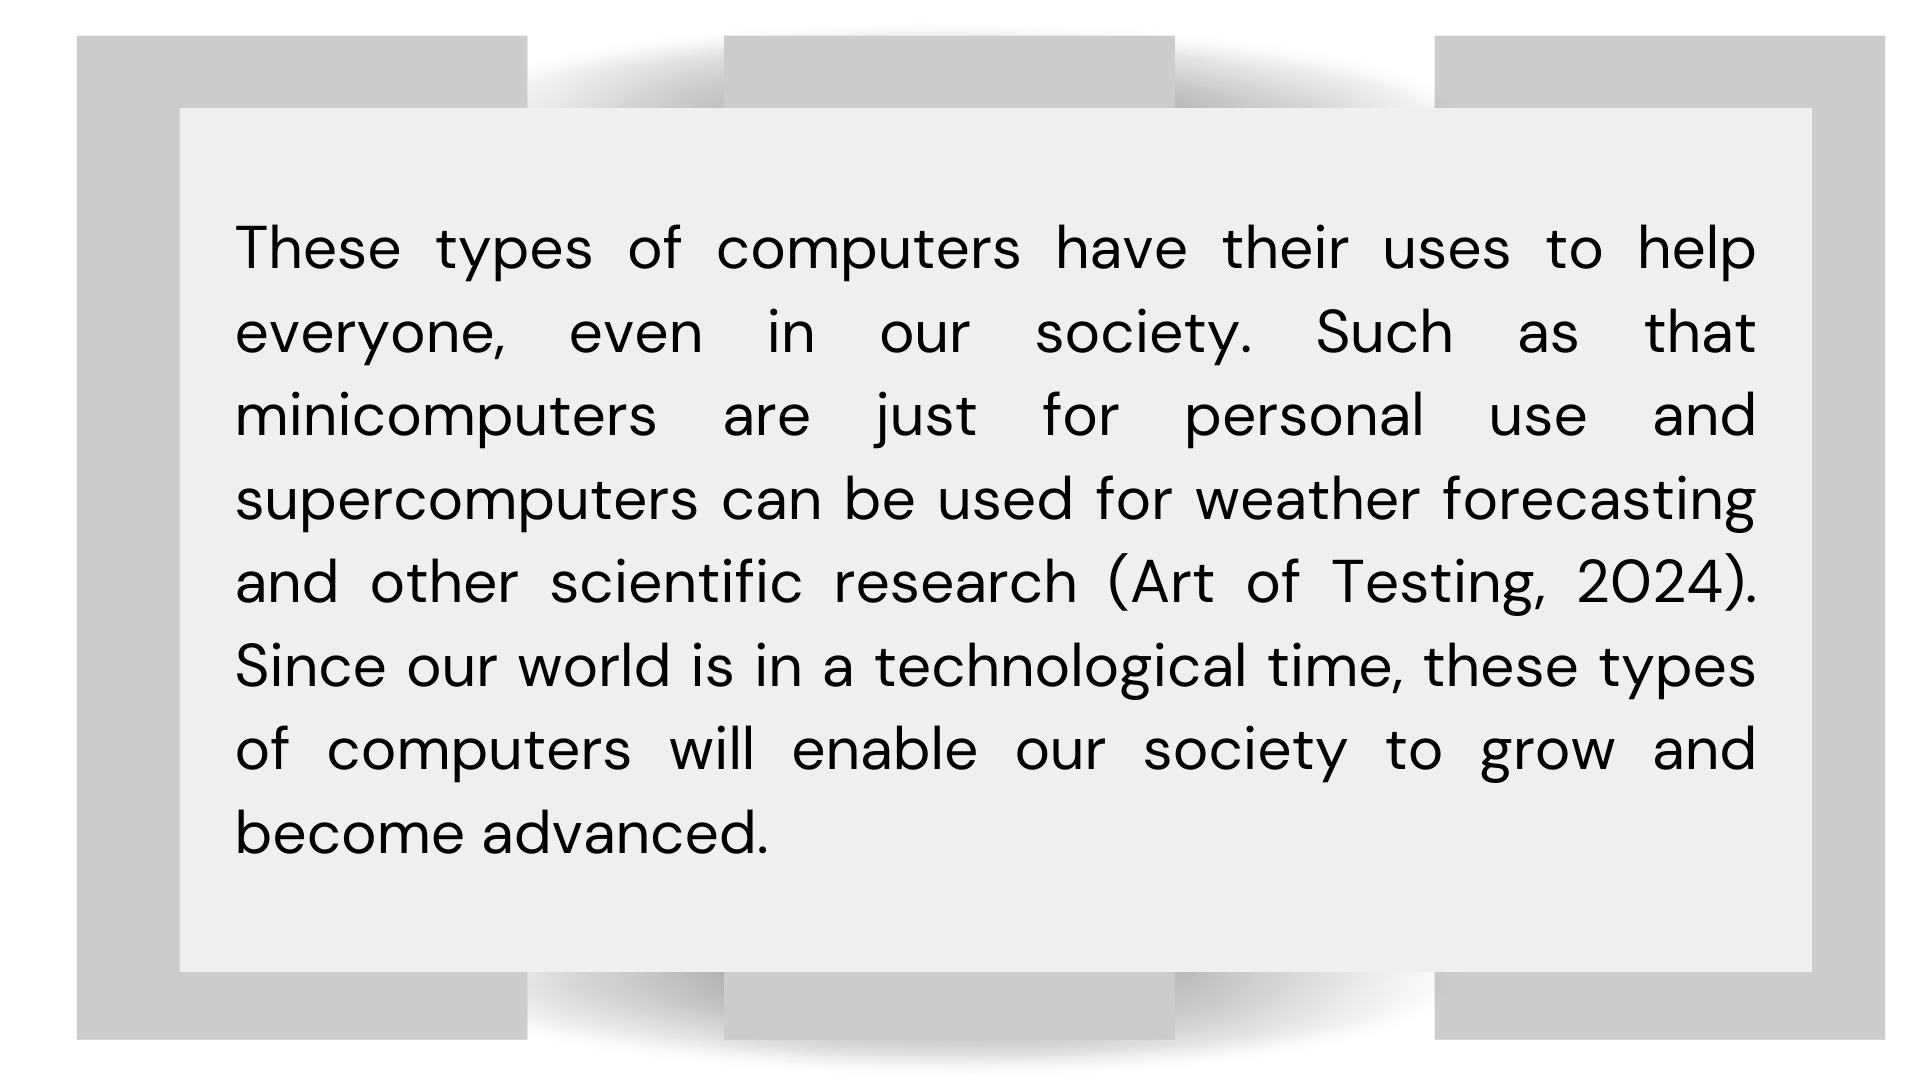 These types of computers have their uses to help
everyone, even in our society. Such as that
minicomputers are just for personal use and
supercomputers can be used for weather forecasting
and other scientific research (Art of Testing, 2024).
Since our world is in a technological time, these types
of computers will enable our society to grow and
become advanced.